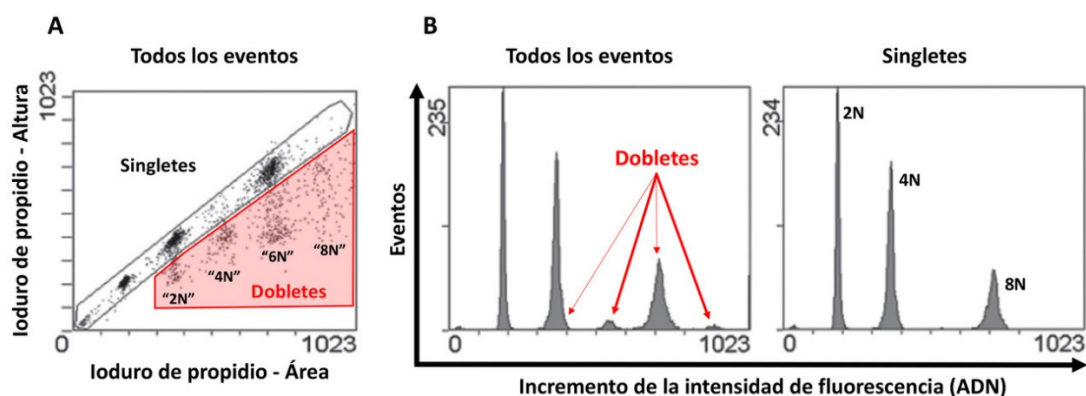 A
Todos los eventos
1023
Ioduro de propidio - Altura
Singletes
“2N”
“4N”
“6N”
“8N”
Dobletes
0
1023
Ioduro de propidio - Área
B
Todos los eventos
Singletes
235
Dobletes
Eventos
0
1023
234
2N
4N
8N
0
1023
Incremento de la intensidad de fluorescencia (ADN)